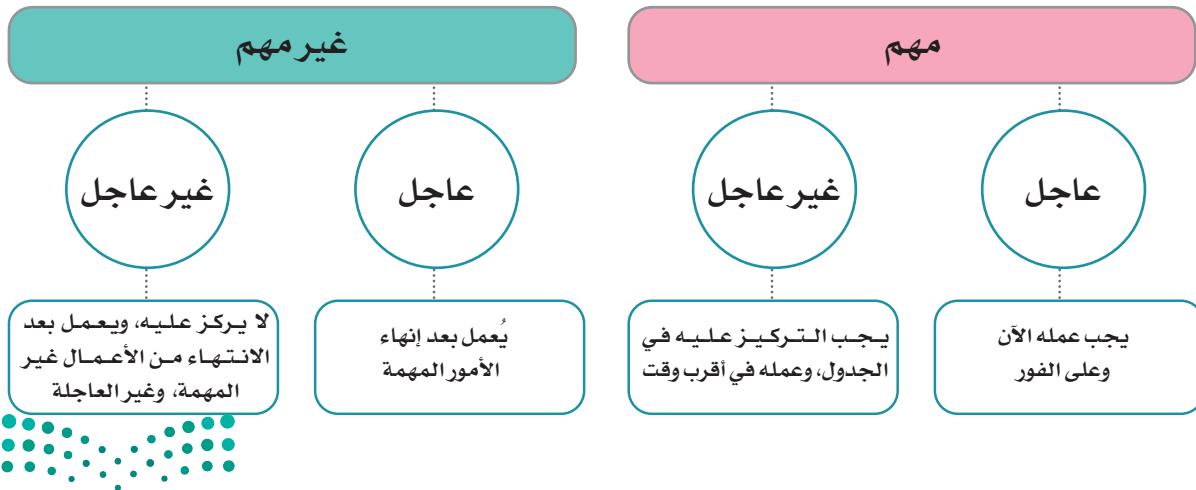 مهم
غير مهم
عاجل
غير عاجل
عاجل
غير عاجل
يجب عمله الآن
وعلى الفور
يجب التركيز عليه في
الجدول، وعمله في أقرب وقت
يُعمل بعد إنهاء
الأمور المهمة
لا يركز عليه، ويعمل بعد
الانتهاء من الأعمال غير
المهمة، وغير العاجلة